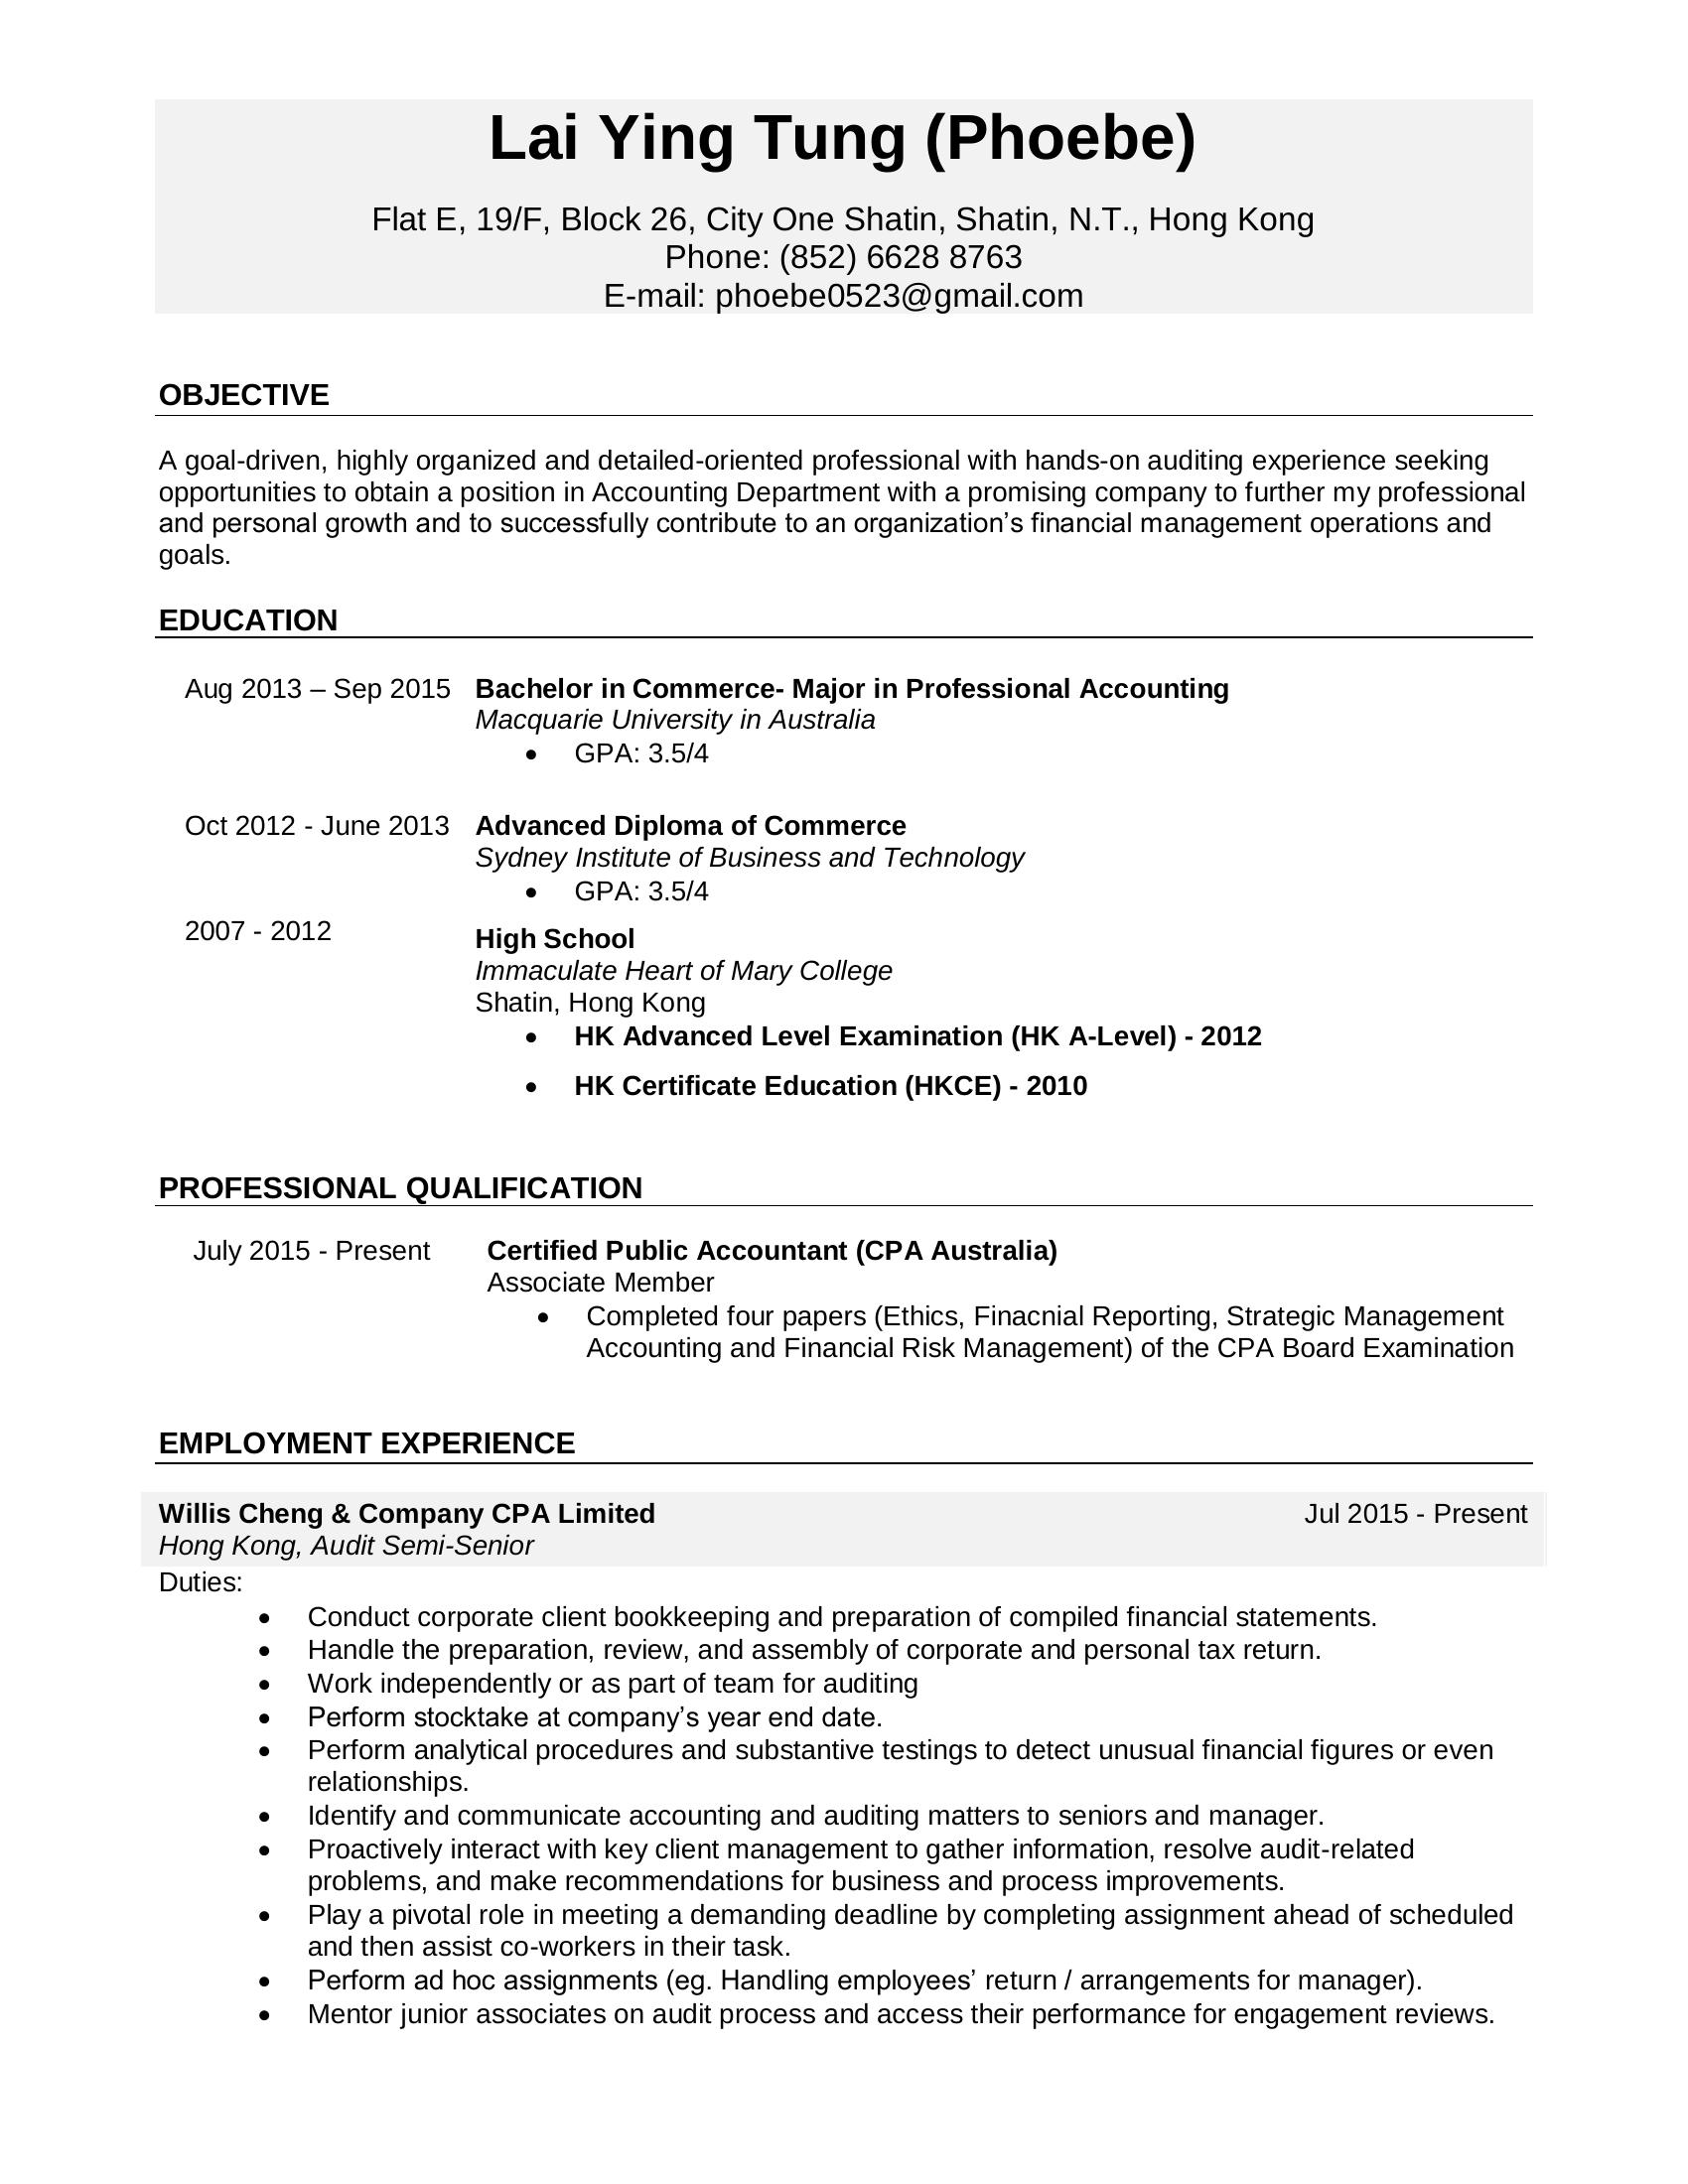 Lai Ying Tung (Phoebe)
Flat E, 19/F, Block 26, City One Shatin, Shatin, N.T., Hong Kong
Phone: (852) 6628 8763
E-mail: phoebe0523@gmail.com
OBJECTIVE
A goal-driven, highly organized and detailed-oriented professional with hands-on auditing experience seeking
opportunities to obtain a position in Accounting Department with a promising company to further my professional
and personal growth and to successfully contribute to an organization’s financial management operations and
goals.
EDUCATION
Aug 2013 – Sep 2015 Bachelor in Commerce- Major in Professional Accounting
Macquarie University in Australia
• GPA: 3.5/4
Oct 2012 - June 2013 Advanced Diploma of Commerce
Sydney Institute of Business and Technology
• GPA: 3.5/4
2007 - 2012 High School
Immaculate Heart of Mary College
Shatin, Hong Kong
• HK Advanced Level Examination (HK A-Level) - 2012
• HK Certificate Education (HKCE) - 2010
PROFESSIONAL QUALIFICATION
July 2015 - Present Certified Public Accountant (CPA Australia)
Associate Member
• Completed four papers (Ethics, Finacnial Reporting, Strategic Management
Accounting and Financial Risk Management) of the CPA Board Examination
EMPLOYMENT EXPERIENCE
Willis Cheng & Company CPA Limited Jul 2015 - Present
Hong Kong, Audit Semi-Senior
Duties:
• Conduct corporate client bookkeeping and preparation of compiled financial statements.
• Handle the preparation, review, and assembly of corporate and personal tax return.
• Work independently or as part of team for auditing
• Perform stocktake at company’s year end date.
• Perform analytical procedures and substantive testings to detect unusual financial figures or even
relationships.
• Identify and communicate accounting and auditing matters to seniors and manager.
• Proactively interact with key client management to gather information, resolve audit-related
problems, and make recommendations for business and process improvements.
• Play a pivotal role in meeting a demanding deadline by completing assignment ahead of scheduled
and then assist co-workers in their task.
• Perform ad hoc assignments (eg. Handling employees’ return / arrangements for manager).
• Mentor junior associates on audit process and access their performance for engagement reviews.